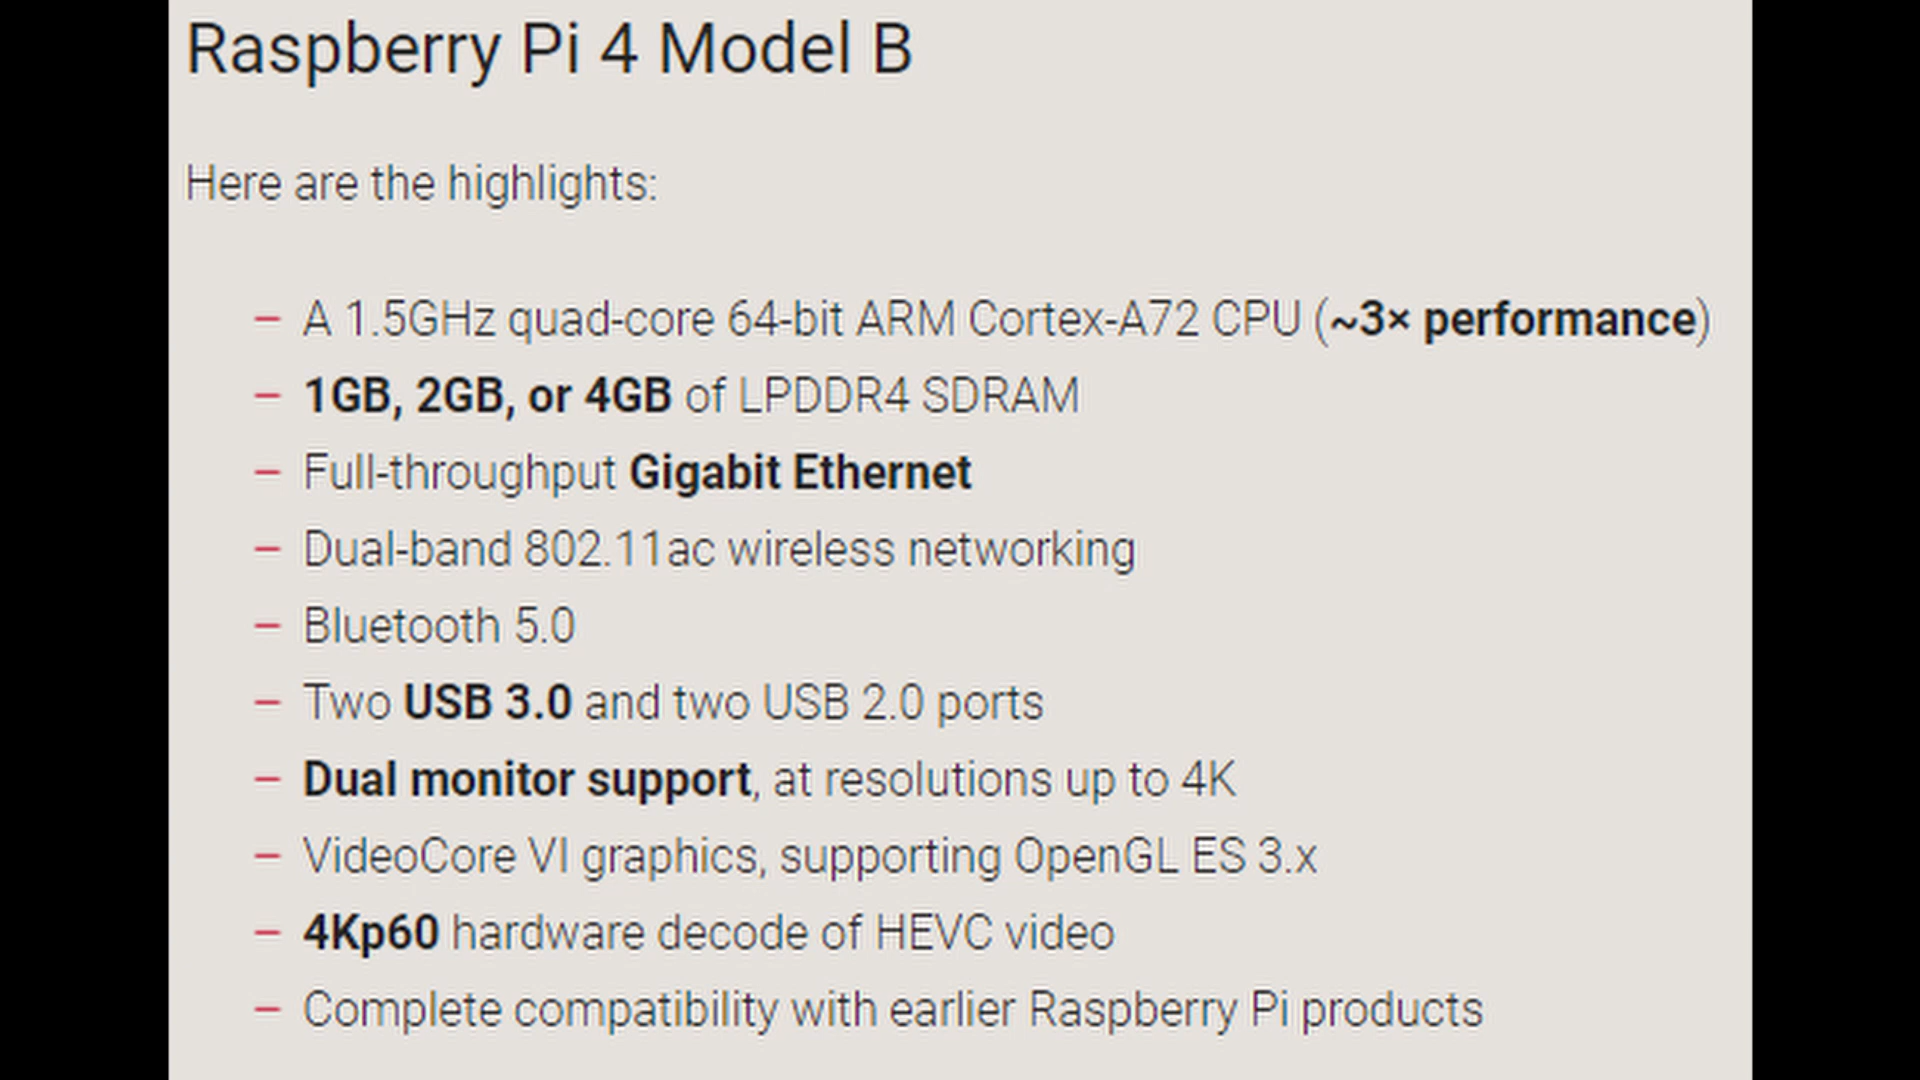 Raspberry Pi 4 Model B
Here are the highlights:
– A 1.5GHz quad-core 64-bit ARM Cortex-A72 CPU (~3× performance)
– 1GB, 2GB, or 4GB of LPDDR4 SDRAM
– Full-throughput Gigabit Ethernet
– Dual-band 802.11ac wireless networking
– Bluetooth 5.0
– Two USB 3.0 and two USB 2.0 ports
– Dual monitor support, at resolutions up to 4K
– VideoCore VI graphics, supporting OpenGL ES 3.x
– 4Kp60 hardware decode of HEVC video
– Complete compatibility with earlier Raspberry Pi products